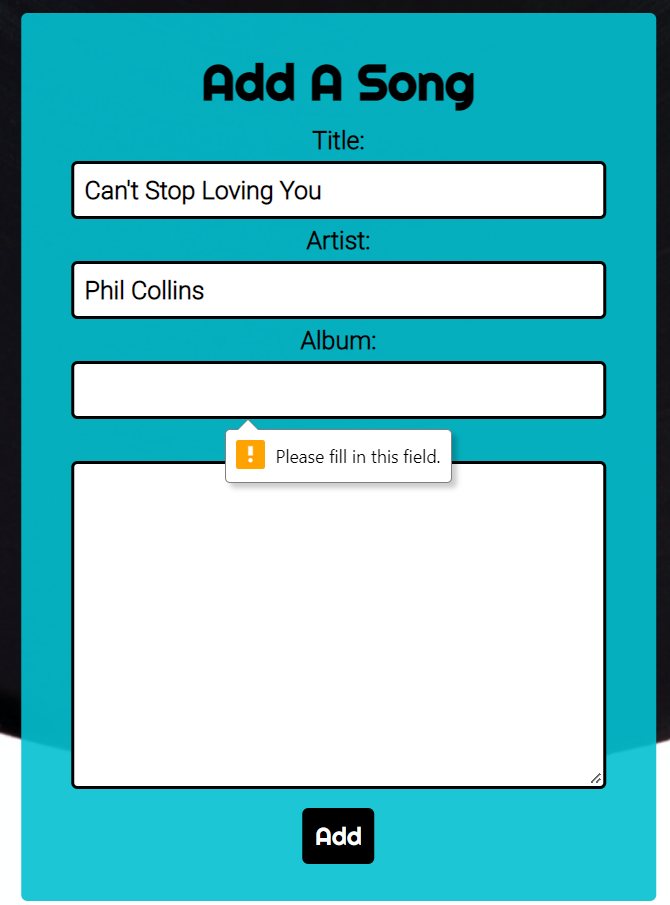 Add A Song
Title:
Can't Stop Loving You
Artist:
Phil Collins
Album:
Please fill in this field.
Add